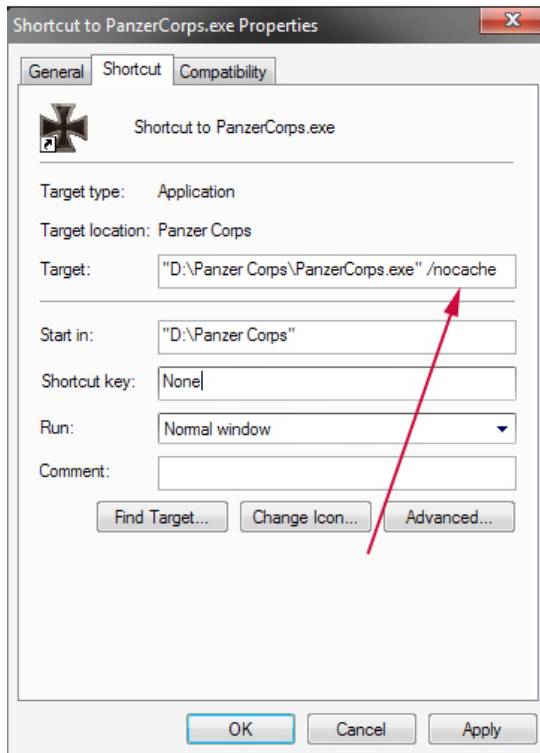 Shortcut to PanzerCorps.exe Properties
General Shortcut Compatibility
Shortcut to PanzerCorps.exe
Target type: Application
Target location: Panzer Corps
Target: "D:\Panzer Corps\PanzerCorps.exe" /nocache
Start in: "D:\Panzer Corps"
Shortcut key: None
Run: Normal window
Comment:
Find Target... Change Icon... Advanced...
OK Cancel Apply